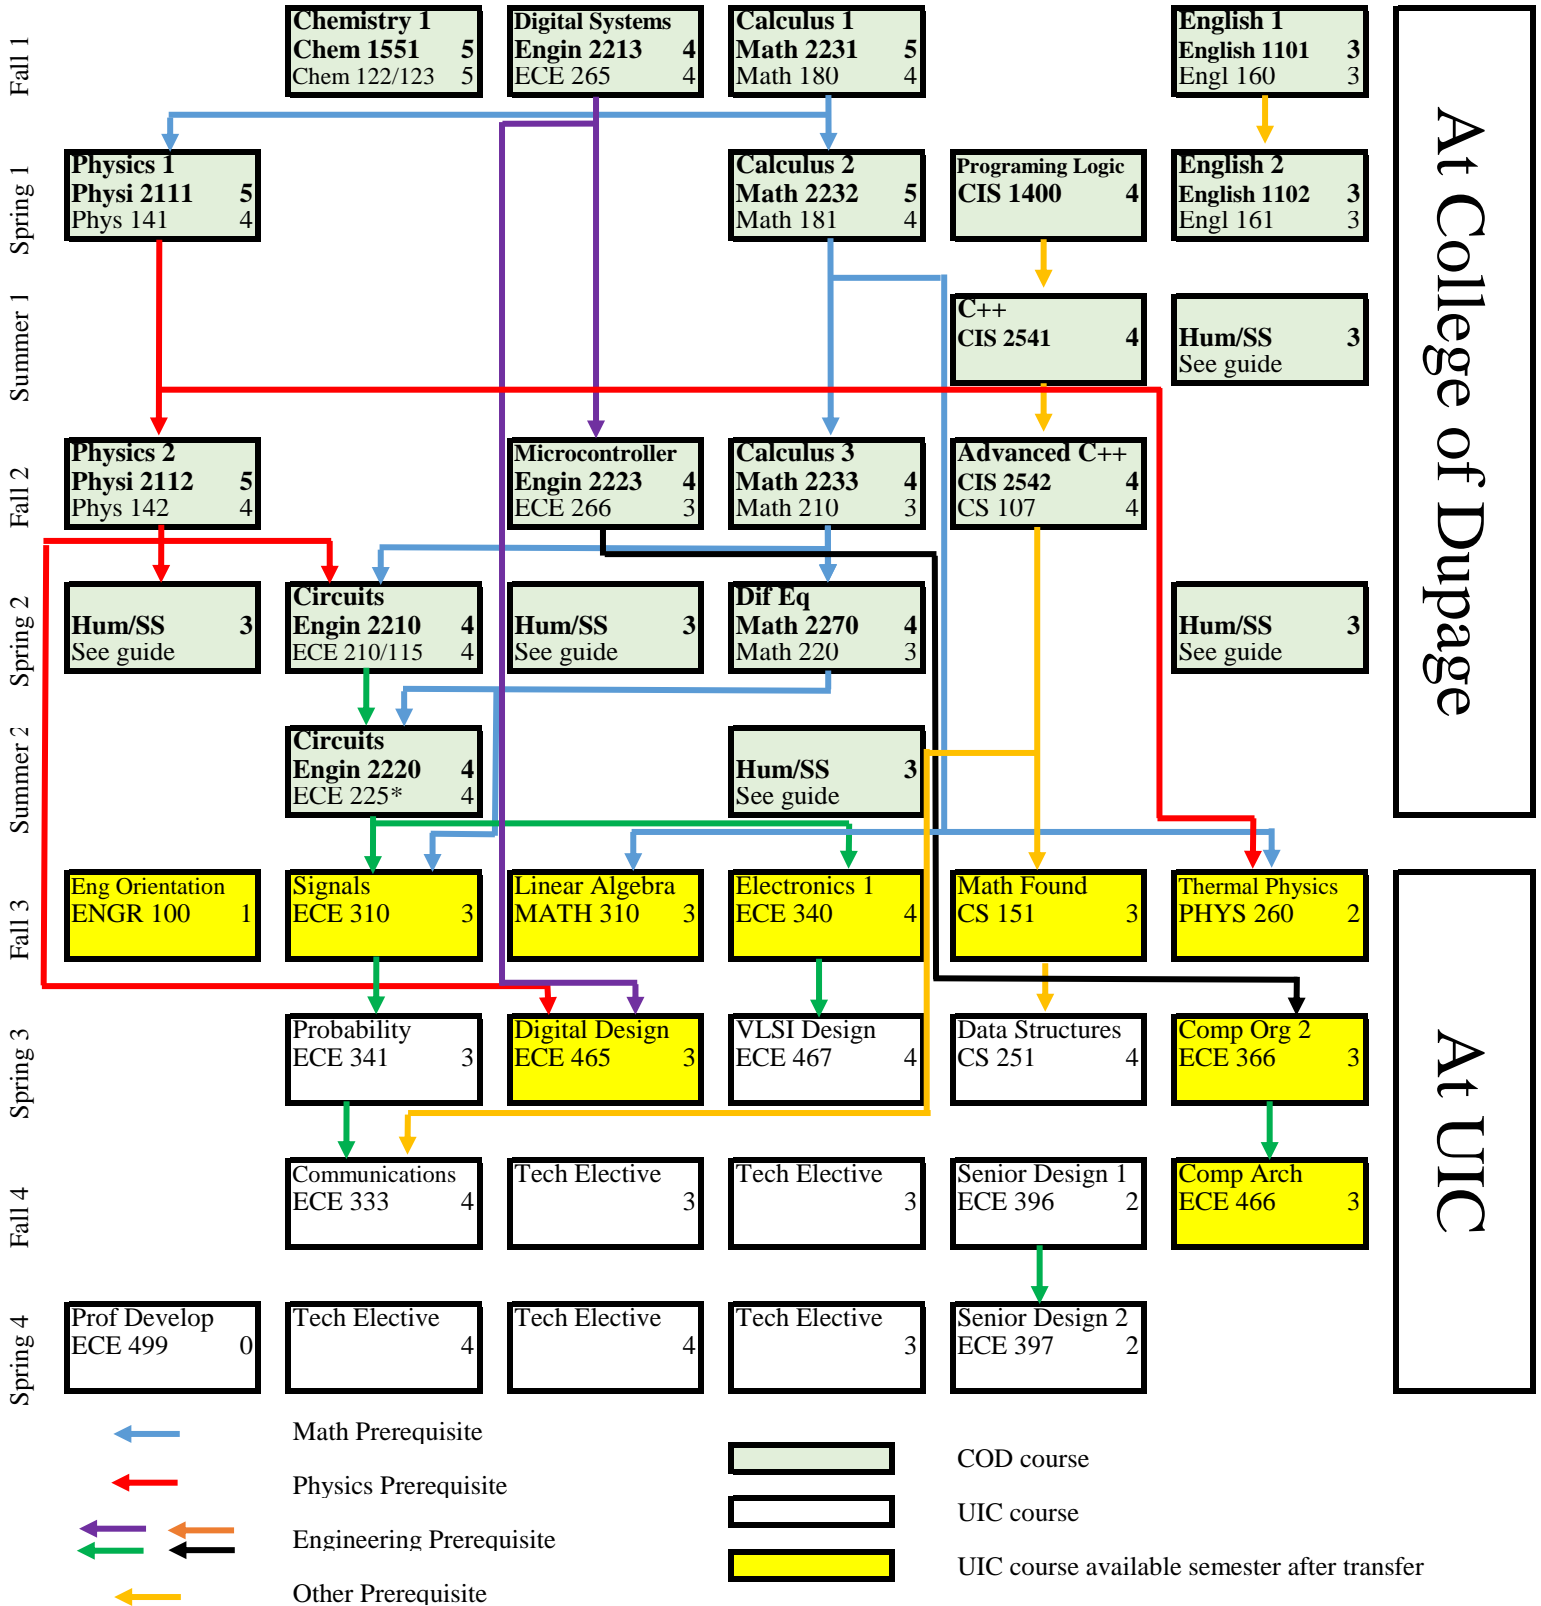 Fall 1
Chemistry 1
Chem 1551 5
Chem 122/123 5
Digital Systems
Engin 2213 4
ECE 265 4
Calculus 1
Math 2231 5
Math 180 4
English 1
English 1101 3
Engl 160 3
At College of Dupage
Spring 1
Physics 1
Physi 2111 5
Phys 141 4
Calculus 2
Math 2232 5
Math 181 4
Programing Logic
CIS 1400 4
English 2
English 1102 3
Engl 161 3
Summer 1
C++
CIS 2541 4
Hum/SS 3
See guide
Fall 2
Physics 2
Physi 2112 5
Phys 142 4
Microcontroller
Engin 2223 4
ECE 266 3
Calculus 3
Math 2233 4
Math 210 3
Advanced C++
CIS 2542 4
CS 107 4
Spring 2
Hum/SS 3
See guide
Circuits
Engin 2210 4
ECE 210/115 4
Hum/SS 3
See guide
Dif Eq
Math 2270 4
Math 220 3
Hum/SS 3
See guide
Summer 2
Circuits
Engin 2220 4
ECE 225* 4
Hum/SS 3
See guide
Fall 3
Eng Orientation
ENGR 100 1
Signals
ECE 310 3
Linear Algebra
MATH 310 3
Electronics 1
ECE 340 4
Math Found
CS 151 3
Thermal Physics
PHYS 260 2
At UIC
Spring 3
Probability
ECE 341 3
Digital Design
ECE 465 3
VLSI Design
ECE 467 4
Data Structures
CS 251 4
Comp Org 2
ECE 366 3
Fall 4
Communications
ECE 333 4
Tech Elective
3
Tech Elective
3
Senior Design 1
ECE 396 2
Comp Arch
ECE 466 3
Spring 4
Prof Develop
ECE 499 0
Tech Elective
4
Tech Elective
4
Tech Elective
3
Senior Design 2
ECE 397 2
Math Prerequisite
Physics Prerequisite
Engineering Prerequisite
Other Prerequisite
COD course
UIC course
UIC course available semester after transfer